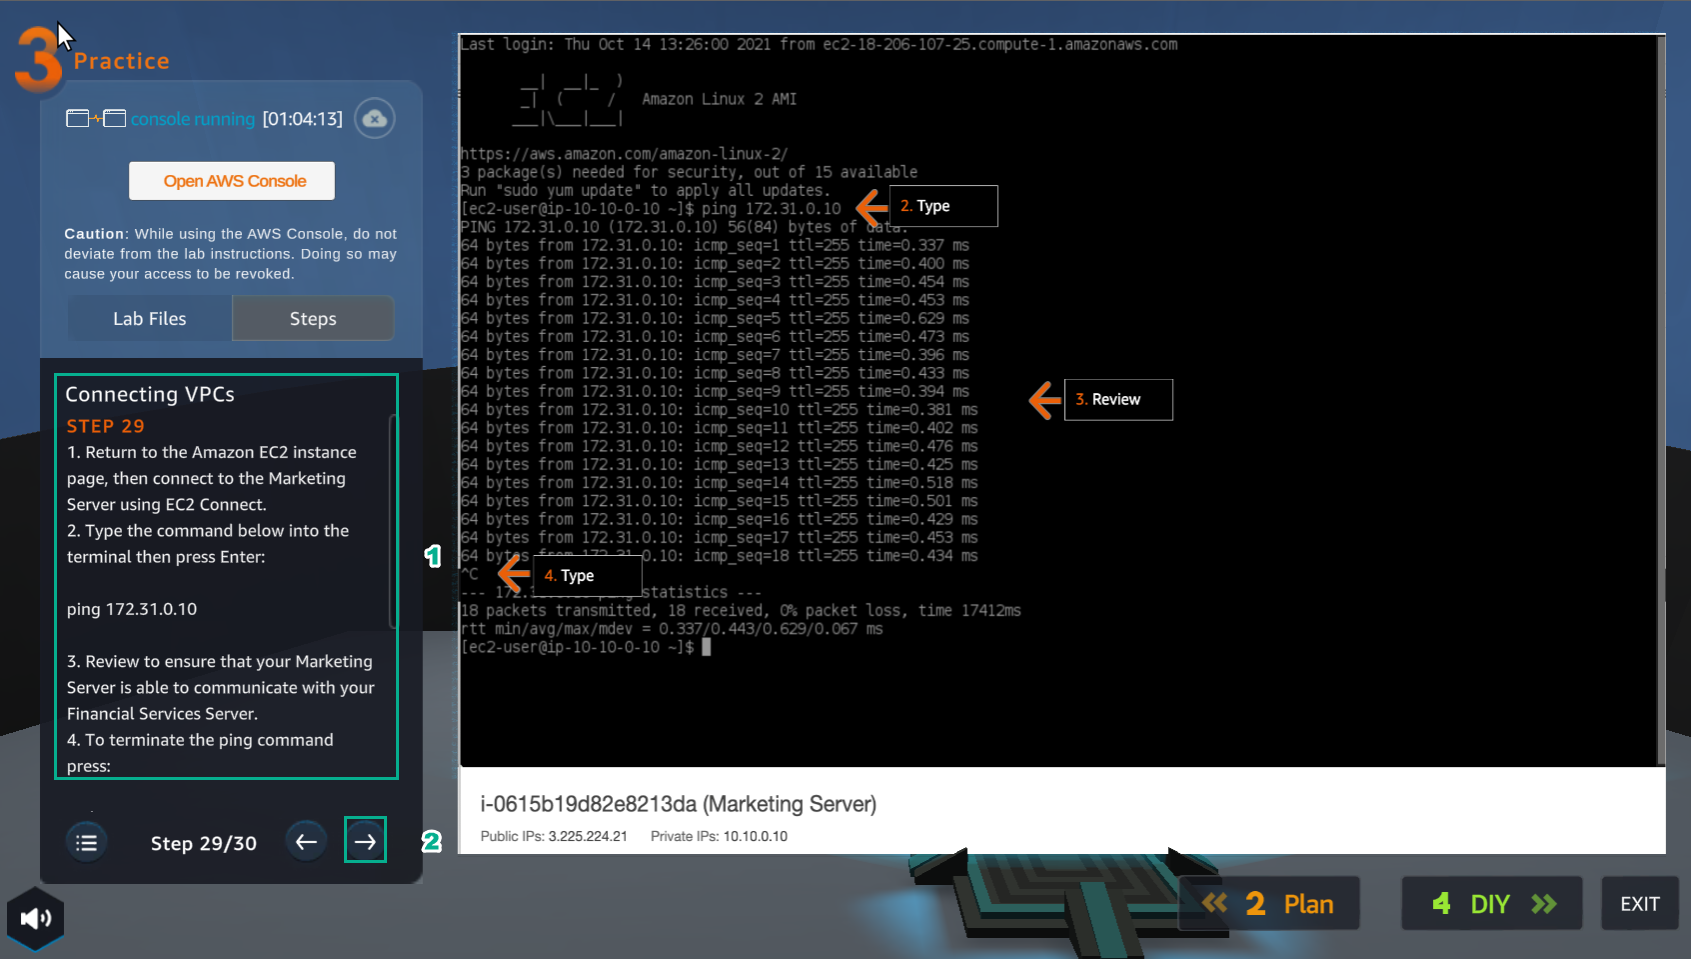 3 Practice
console running [01:04:13]
Open AWS Console
Caution: While using the AWS Console, do not
deviate from the lab instructions. Doing so may
cause your access to be revoked.
Lab Files
Steps
Connecting VPCs
STEP 29
1. Return to the Amazon EC2 instance
page, then connect to the Marketing
Server using EC2 Connect.
2. Type the command below into the
terminal then press Enter:
ping 172.31.0.10
3. Review to ensure that your Marketing
Server is able to communicate with your
Financial Services Server.
4. To terminate the ping command
press:
1
Step 29/30
2
Last login: Thu Oct 14 13:26:00 2021 from ec2-18-206-107-25.compute-1.amazonaws.com
__| __|_ )
_| ( / Amazon Linux 2 AMI
___|\___|___|
https://aws.amazon.com/amazon-linux-2/
3 package(s) needed for security, out of 15 available
Run "sudo yum update" to apply all updates.
[ec2-user@ip-10-10-0-10 ~]$ ping 172.31.0.10
2. Type
PING 172.31.0.10 (172.31.0.10) 56(84) bytes of data.
64 bytes from 172.31.0.10: icmp_seq=1 ttl=255 time=0.337 ms
64 bytes from 172.31.0.10: icmp_seq=2 ttl=255 time=0.400 ms
64 bytes from 172.31.0.10: icmp_seq=3 ttl=255 time=0.454 ms
64 bytes from 172.31.0.10: icmp_seq=4 ttl=255 time=0.453 ms
64 bytes from 172.31.0.10: icmp_seq=5 ttl=255 time=0.629 ms
64 bytes from 172.31.0.10: icmp_seq=6 ttl=255 time=0.473 ms
64 bytes from 172.31.0.10: icmp_seq=7 ttl=255 time=0.396 ms
64 bytes from 172.31.0.10: icmp_seq=8 ttl=255 time=0.433 ms
64 bytes from 172.31.0.10: icmp_seq=9 ttl=255 time=0.394 ms
3. Review
64 bytes from 172.31.0.10: icmp_seq=10 ttl=255 time=0.381 ms
64 bytes from 172.31.0.10: icmp_seq=11 ttl=255 time=0.402 ms
64 bytes from 172.31.0.10: icmp_seq=12 ttl=255 time=0.476 ms
64 bytes from 172.31.0.10: icmp_seq=13 ttl=255 time=0.425 ms
64 bytes from 172.31.0.10: icmp_seq=14 ttl=255 time=0.518 ms
64 bytes from 172.31.0.10: icmp_seq=15 ttl=255 time=0.501 ms
64 bytes from 172.31.0.10: icmp_seq=16 ttl=255 time=0.429 ms
64 bytes from 172.31.0.10: icmp_seq=17 ttl=255 time=0.453 ms
64 bytes from 172.31.0.10: icmp_seq=18 ttl=255 time=0.434 ms
^C
4. Type
--- 172. statistics ---
18 packets transmitted, 18 received, 0% packet loss, time 17412ms
rtt min/avg/max/mdev = 0.337/0.443/0.629/0.067 ms
[ec2-user@ip-10-10-0-10 ~]$
i-0615b19d82e8213da (Marketing Server)
Public IPs: 3.225.224.21 Private IPs: 10.10.0.10
2 Plan
4 DIY
EXIT